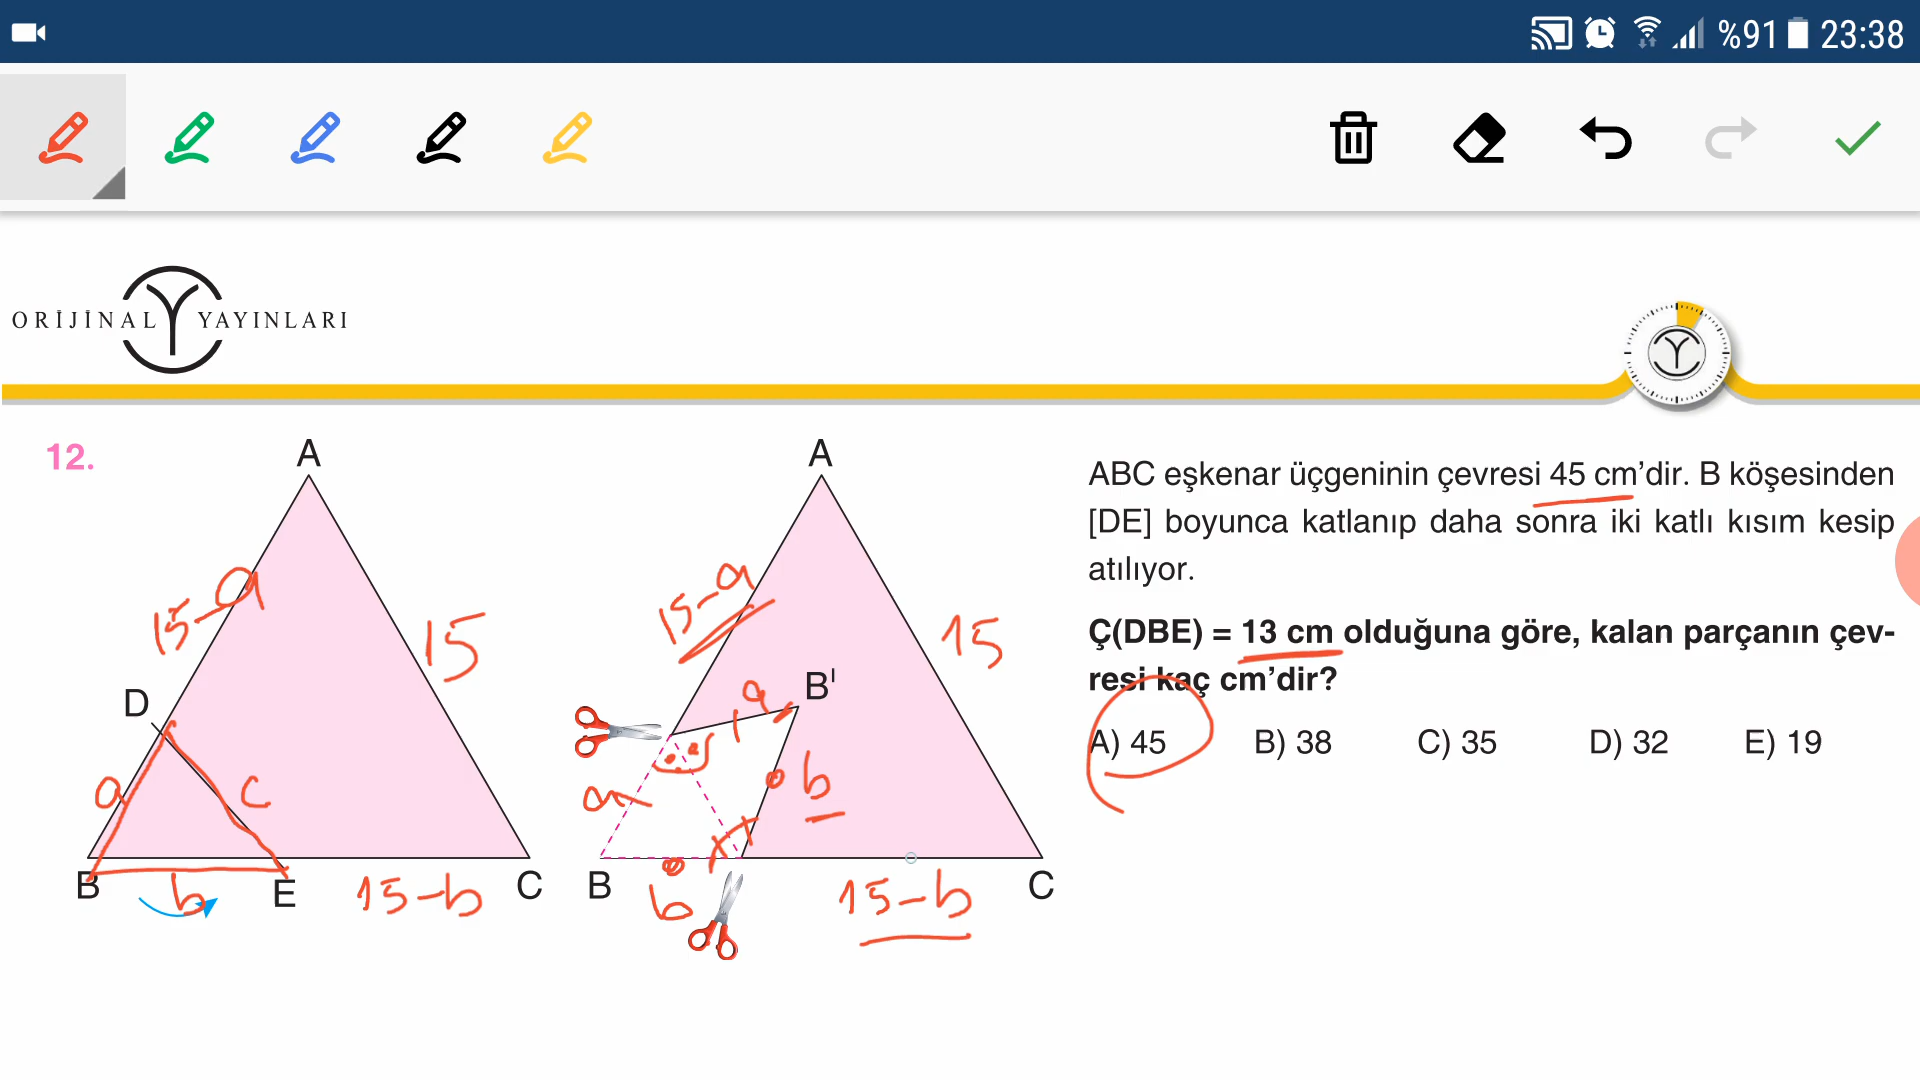 %91 23:38
ORİJİNAL YAYINLARI
12.
A
15-a
15
D
a
c
B
b
E
15-b
C
A
15-a
15
B'
a
a
b
B
b
15-b
C
ABC eşkenar üçgeninin çevresi 45 cm'dir. B köşesinden
[DE] boyunca katlanıp daha sonra iki katlı kısım kesip
atılıyor.
Ç(DBE) = 13 cm olduğuna göre, kalan parçanın çev-
resi kaç cm'dir?
A) 45 B) 38 C) 35 D) 32 E) 19